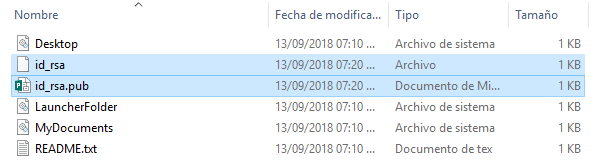 Nombre Fecha de modifica... Tipo Tamaño
Desktop 13/09/2018 07:10 ... Archivo de sistema 1 KB
id_rsa 13/09/2018 07:20 ... Archivo 1 KB
id_rsa.pub 13/09/2018 07:20 ... Documento de Mi... 1 KB
LauncherFolder 13/09/2018 07:10 ... Archivo de sistema 1 KB
MyDocuments 13/09/2018 07:10 ... Archivo de sistema 1 KB
README.txt 13/09/2018 07:10 ... Documento de tex 1 KB